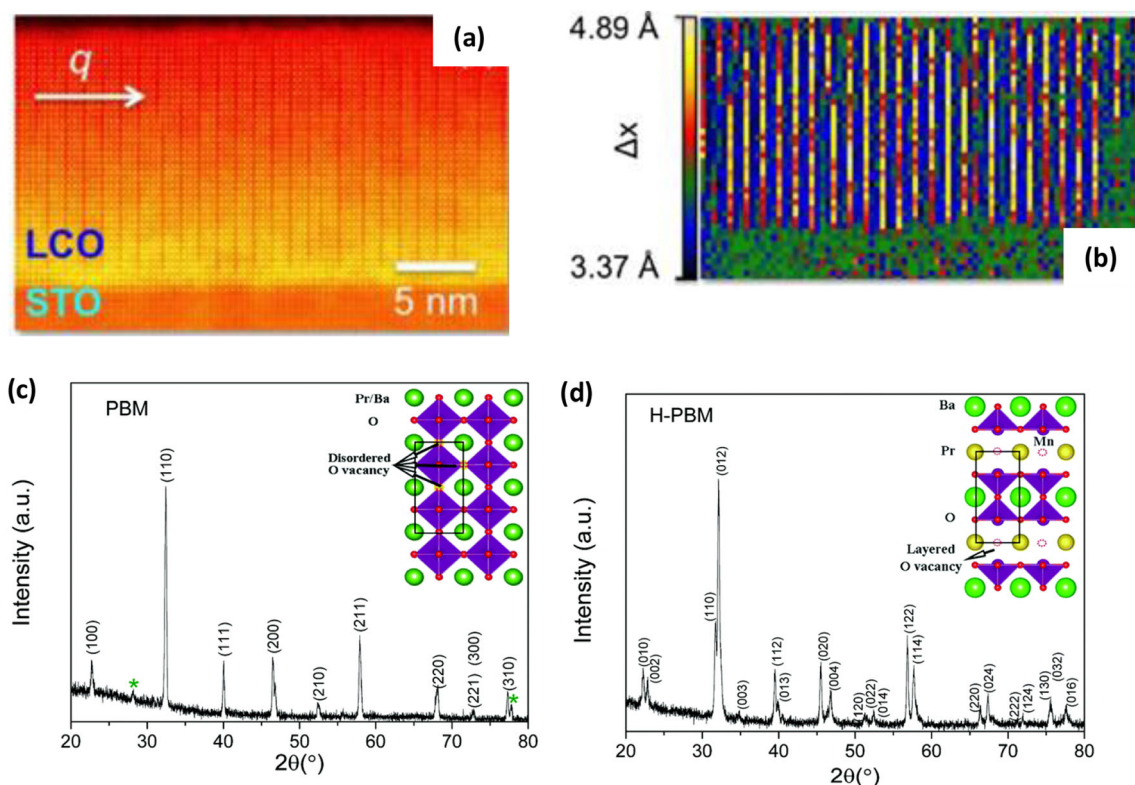 (a)
q
LCO
STO
5 nm
4.89 Å
Δx
3.37 Å
(b)
(c)
PBM
Pr/Ba
O
Disordered
O vacancy
Intensity (a.u.)
(100)
*
(110)
(111)
(200)
(210)
(211)
(220)
(221)
(300)
(310)
*
20 30 40 50 60 70 80
2θ(°)
(d)
H-PBM
Ba
Pr
Mn
O
Layered
O vacancy
Intensity (a.u.)
(010)
(002)
(110)
(012)
(003)
(112)
(013)
(020)
(004)
(120)
(022)
(014)
(122)
(114)
(220)
(024)
(222)
(124)
(130)
(032)
(016)
20 30 40 50 60 70 80
2θ(°)